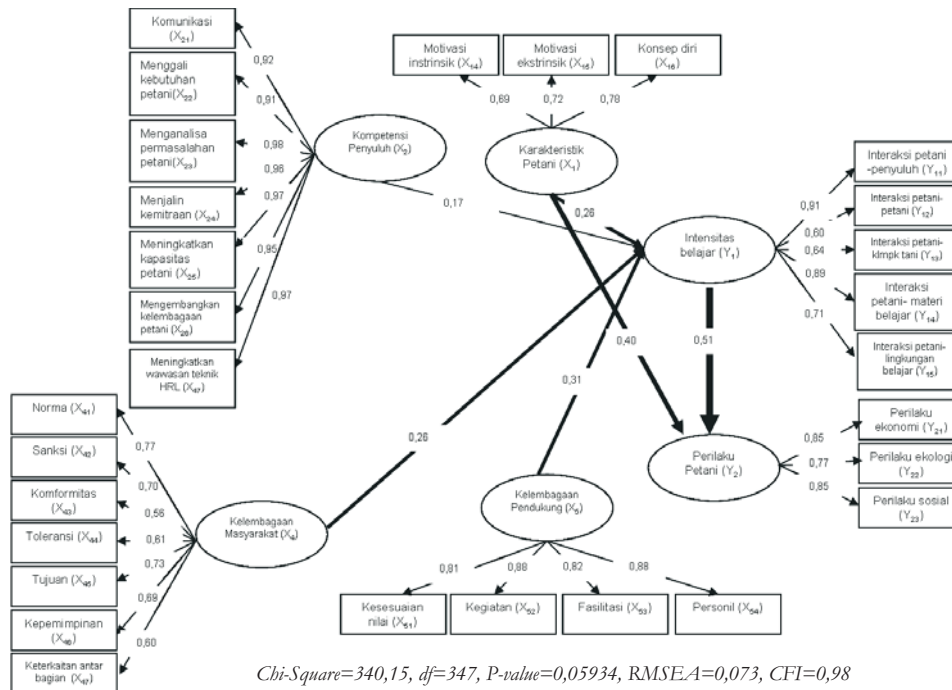 Komunikasi
(X21)
Menggali
kebutuhan
petani(X22)
Menganalisa
permasalahan
petani(X23)
Menjalin
kemitraan (X24)
Meningkatkan
kapasitas
petani (X25)
Mengembangkan
kelembagaan
petani (X26)
Meningkatkan
wawasan teknik
HRL (X47)
0,92
0,91
0,98
0,96
0,97
0,95
0,97
Kompetensi
Penyuluh (X2)
0,17
Motivasi
instrinsik (X14)
Motivasi
ekstrinsik (X15)
Konsep diri
(X16)
0,69
0,72
0,78
Karakteristik
Petani (X1)
0,26
0,40
Intensitas
belajar (Y1)
0,51
Interaksi petani
-penyuluh (Y11)
Interaksi petani-
petani (Y12)
Interaksi petani-
klmpk tani (Y13)
Interaksi
petani- materi
belajar (Y14)
Interaksi petani-
lingkungan
belajar (Y15)
0,91
0,60
0,64
0,89
0,71
Norma (X41)
Sanksi (X42)
Komformitas
(X43)
Toleransi (X44)
Tujuan (X45)
Kepemimpinan
(X46)
Keterkaitan antar
bagian (X47)
0,77
0,70
0,56
0,61
0,73
0,69
0,60
Kelembagaan
Masyarakat (X4)
0,26
Kelembagaan
Pendukung (X5)
0,31
0,81
0,88
0,82
0,88
Kesesuaian
nilai (X51)
Kegiatan (X52)
Fasilitasi (X53)
Personil (X54)
Perilaku
Petani (Y2)
0,85
0,77
0,85
Perilaku
ekonomi (Y21)
Perilaku ekologi
(Y22)
Perilaku sosial
(Y23)
Chi-Square=340,15, df=347, P-value=0,05934, RMSEA=0,073, CFI=0,98